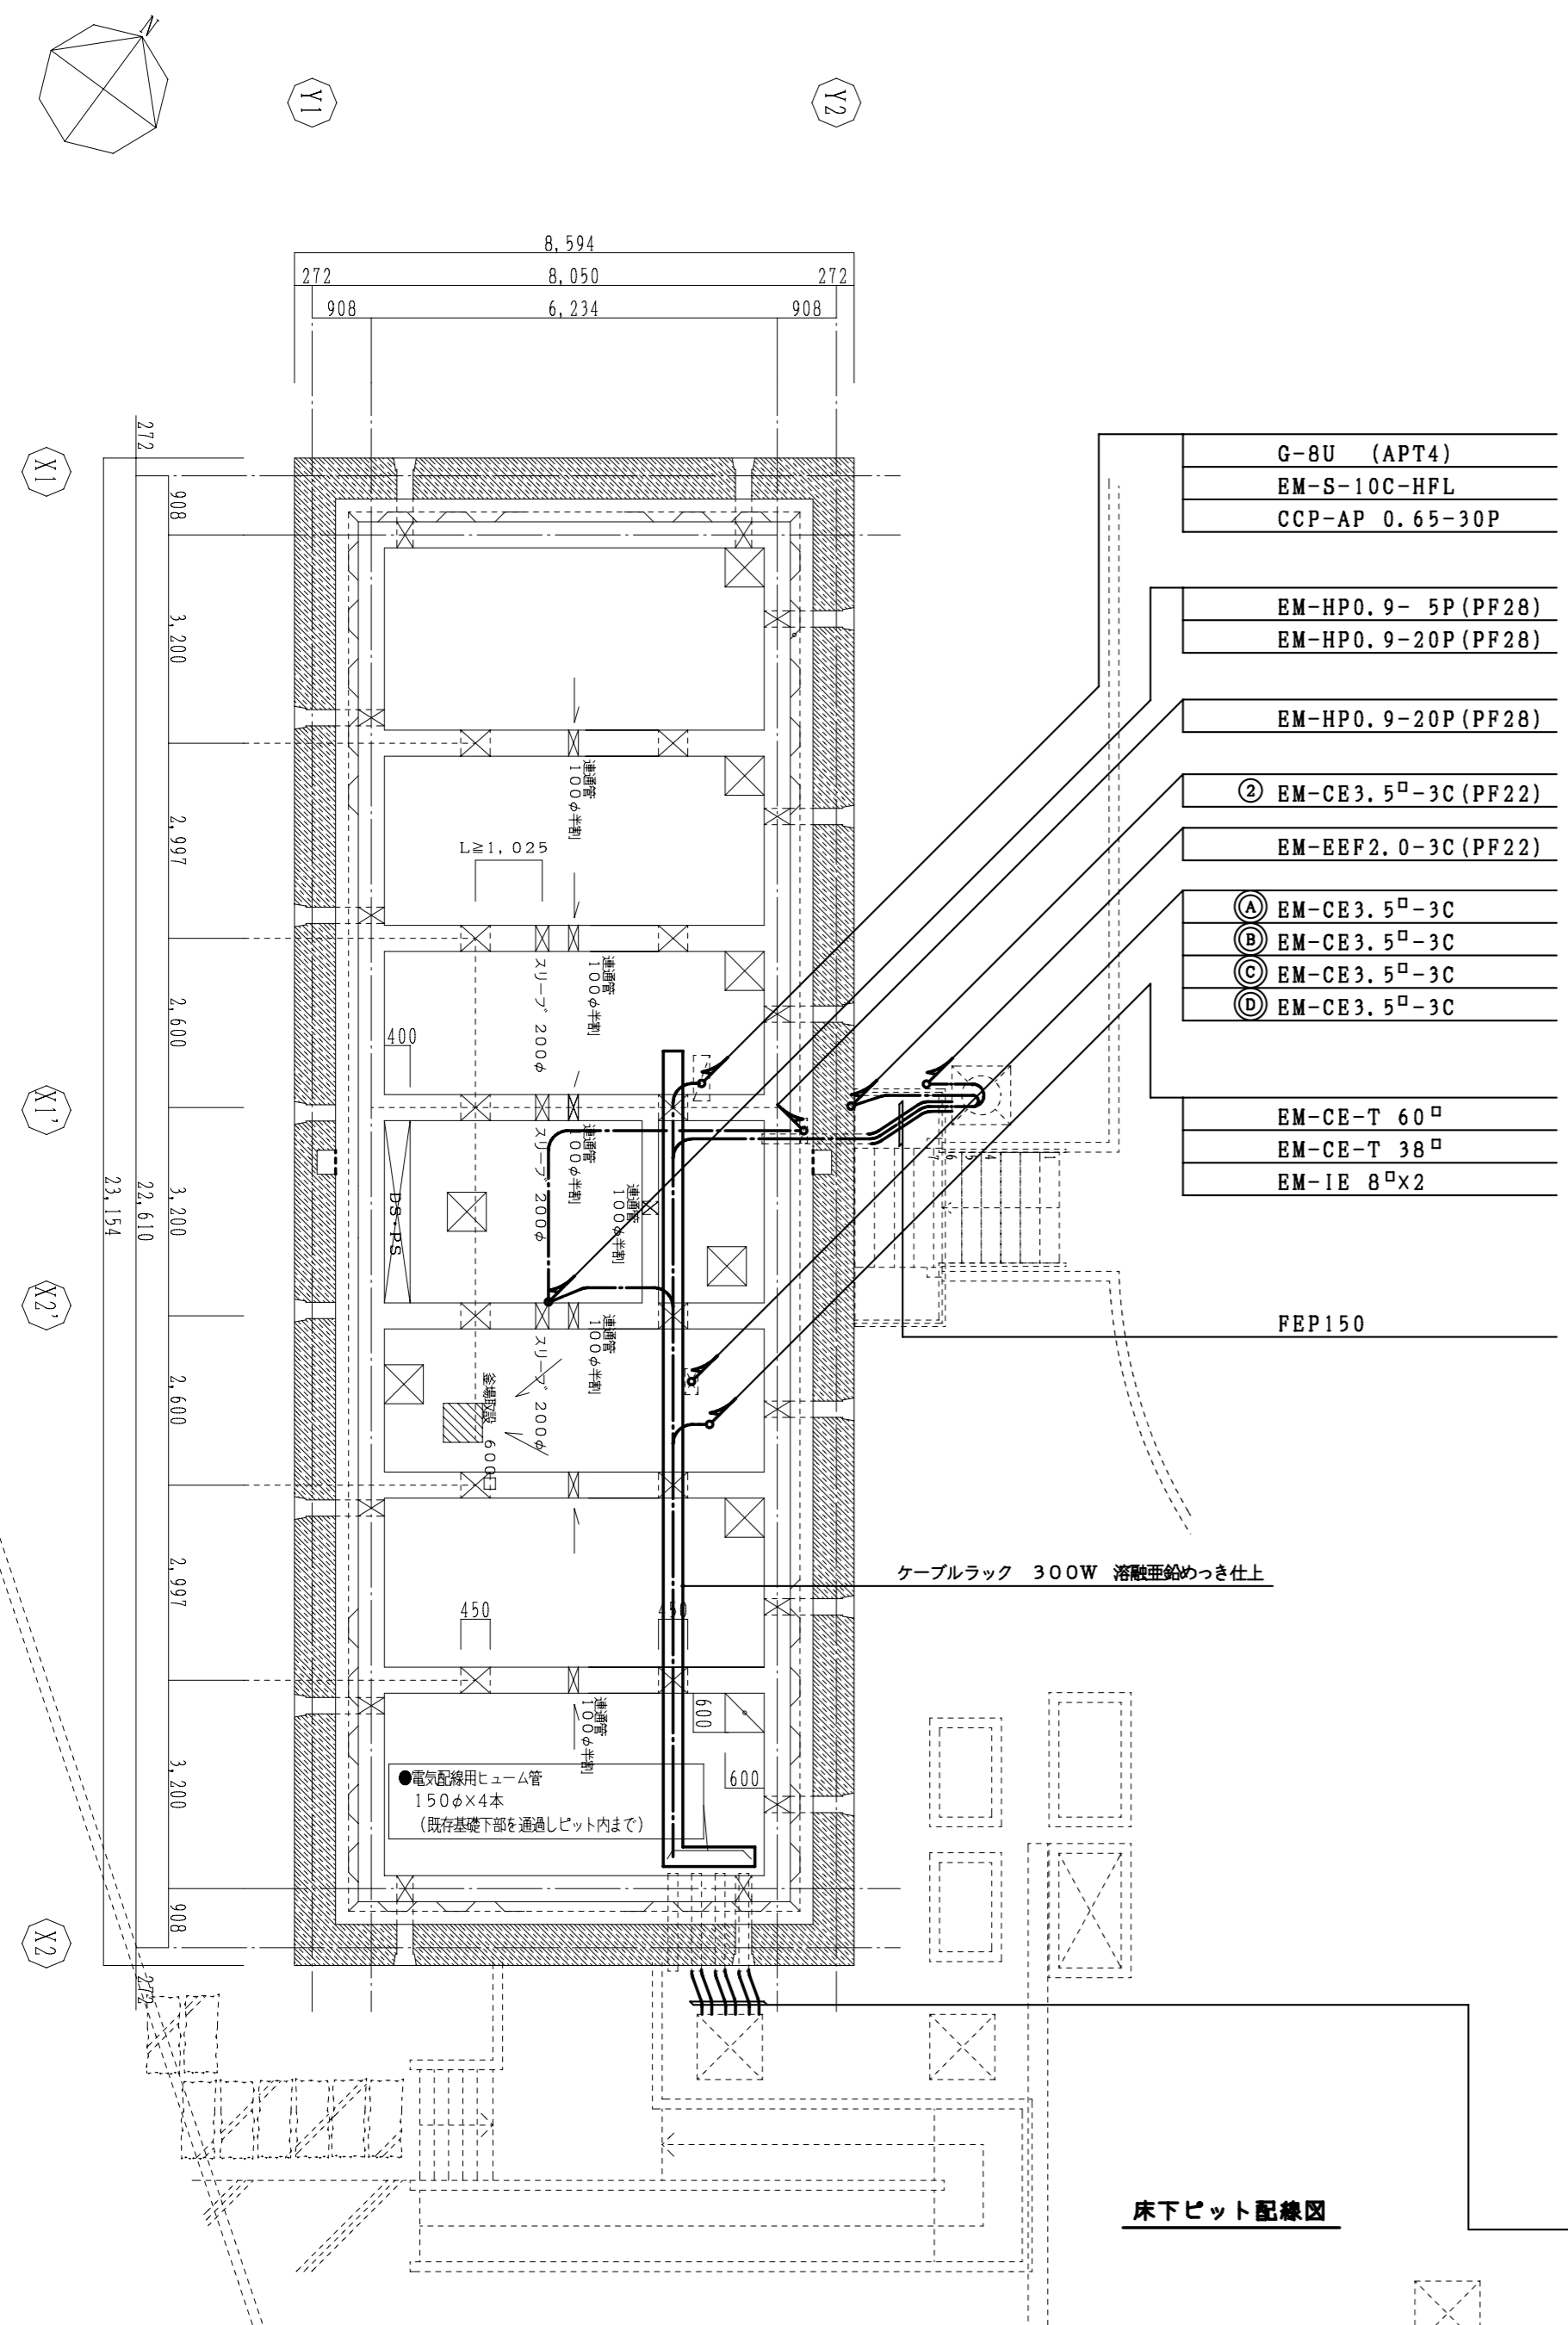 N
Y1
Y2
8,594
272
8,050
272
908
6,234
908
X1
272
908
3,200
2,997
2,600
X1'
3,200
22,610
23,154
X2'
2,600
2,997
3,200
908
X2
272
連通管
100φ半割
L≧1,025
連通管
100φ半割
スリーブ 200φ
400
連通管
100φ半割
スリーブ 200φ
連通管
100φ半割
DS・PS
連通管
100φ半割
スリーブ 200φ
釜場取設 600□
450
450
連通管
100φ半割
600
600
●電気配線用ヒューム管
150φ×4本
(既存基礎下部を通過しピット内まで)
7
6
5
4
1
G-8U (APT4)
EM-S-10C-HFL
CCP-AP 0.65-30P
EM-HP0.9- 5P(PF28)
EM-HP0.9-20P(PF28)
EM-HP0.9-20P(PF28)
② EM-CE3.5□-3C(PF22)
EM-EEF2.0-3C(PF22)
Ⓐ EM-CE3.5□-3C
Ⓑ EM-CE3.5□-3C
Ⓒ EM-CE3.5□-3C
Ⓓ EM-CE3.5□-3C
EM-CE-T 60□
EM-CE-T 38□
EM-IE 8□×2
FEP150
ケーブルラック 300W 溶融亜鉛めっき仕上
床下ピット配線図